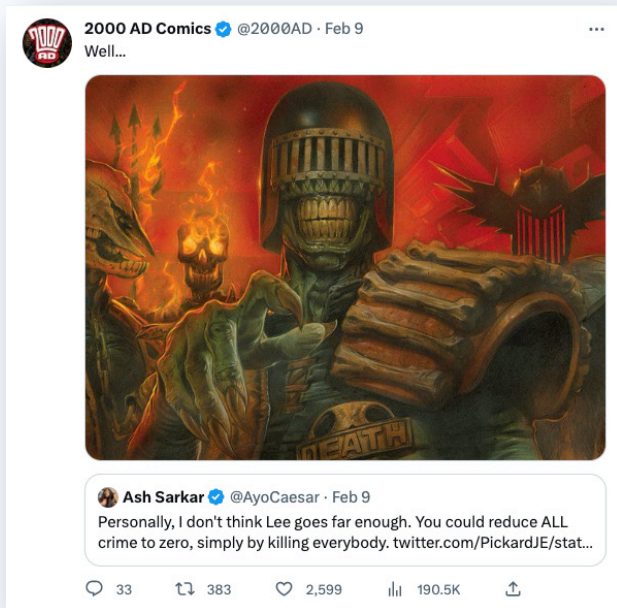 2000 AD
2000 AD Comics @2000AD · Feb 9
Well...
DEATH
Ash Sarkar @AyoCaesar · Feb 9
Personally, I don't think Lee goes far enough. You could reduce ALL
crime to zero, simply by killing everybody. twitter.com/PickardJE/stat...
33 383 2,599 190.5K